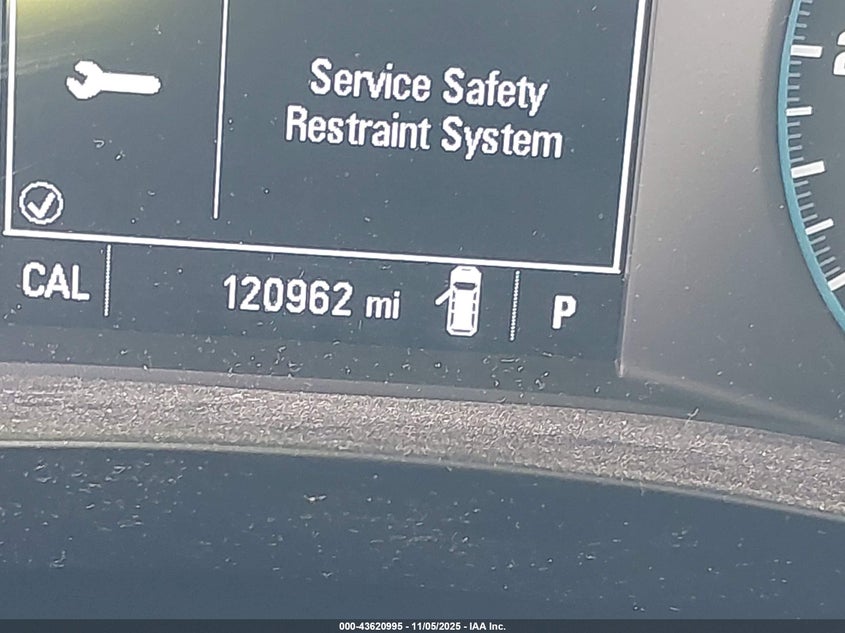 Service Safety
Restraint System
CAL 120962 mi P
000-43620995 - 11/05/2025 - IAA Inc.